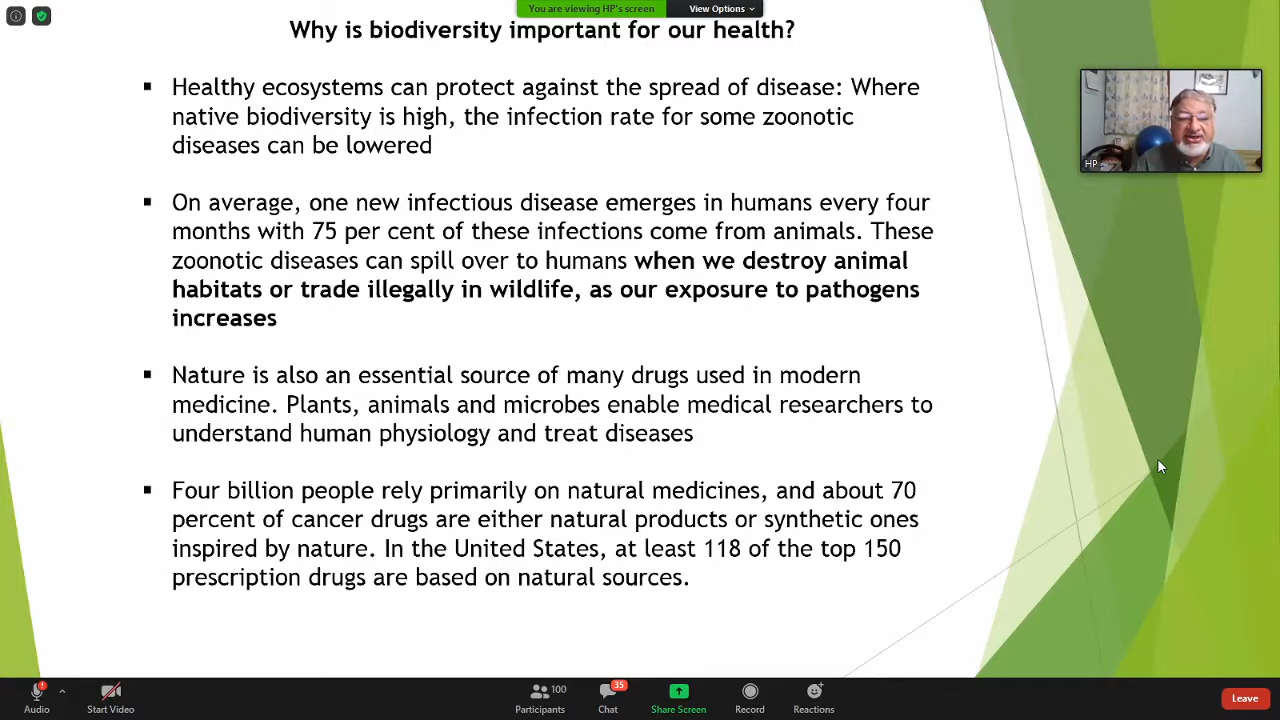 You are viewing HP's screen
View Options
Why is biodiversity important for our health?
▪ Healthy ecosystems can protect against the spread of disease: Where
native biodiversity is high, the infection rate for some zoonotic
diseases can be lowered
▪ On average, one new infectious disease emerges in humans every four
months with 75 per cent of these infections come from animals. These
zoonotic diseases can spill over to humans when we destroy animal
habitats or trade illegally in wildlife, as our exposure to pathogens
increases
▪ Nature is also an essential source of many drugs used in modern
medicine. Plants, animals and microbes enable medical researchers to
understand human physiology and treat diseases
▪ Four billion people rely primarily on natural medicines, and about 70
percent of cancer drugs are either natural products or synthetic ones
inspired by nature. In the United States, at least 118 of the top 150
prescription drugs are based on natural sources.
HP
Audio
Start Video
100
Participants
35
Chat
Share Screen
Record
Reactions
Leave